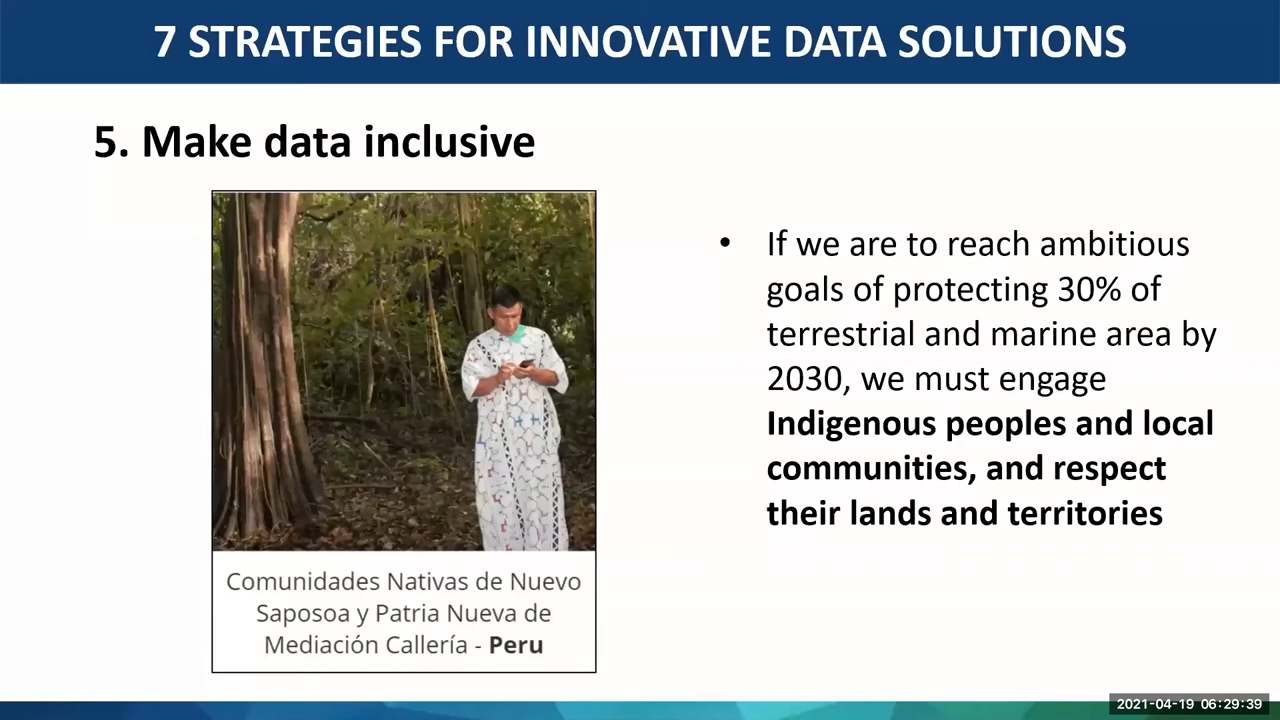 7 STRATEGIES FOR INNOVATIVE DATA SOLUTIONS
5. Make data inclusive
• If we are to reach ambitious
goals of protecting 30% of
terrestrial and marine area by
2030, we must engage
Indigenous peoples and local
communities, and respect
their lands and territories
Comunidades Nativas de Nuevo
Saposoa y Patria Nueva de
Mediación Callería - Peru
2021-04-19 06:29:39